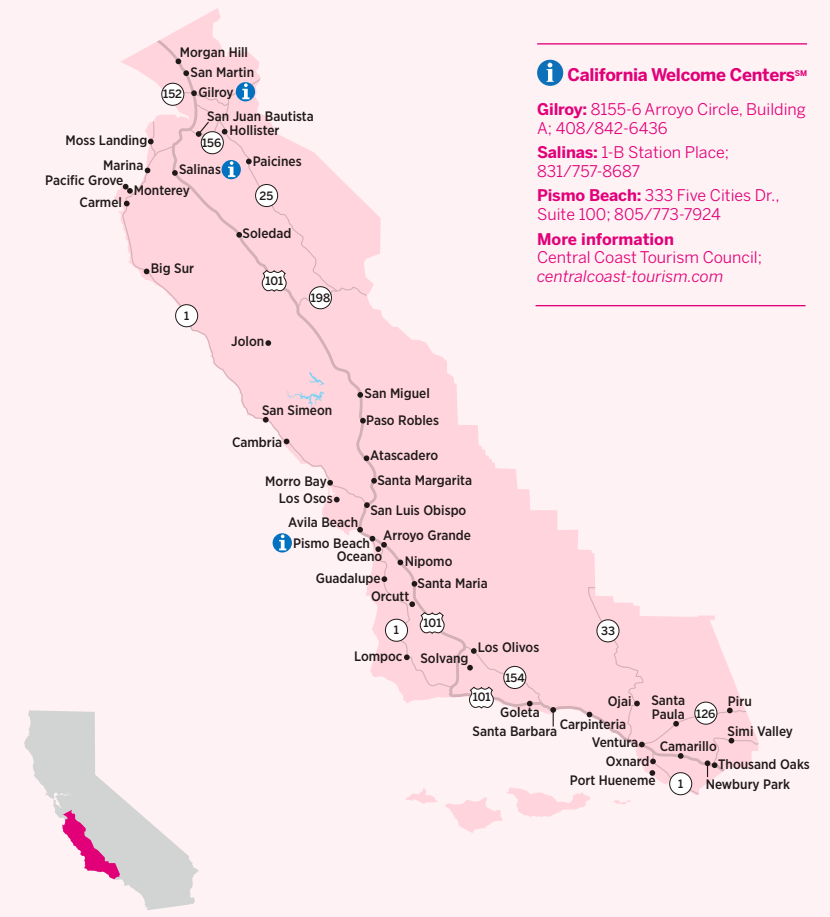 Morgan Hill
San Martin
152
Gilroy
i
San Juan Bautista
Hollister
156
Moss Landing
Marina
Salinas
i
Paicines
Pacific Grove
Monterey
Carmel
25
Soledad
Big Sur
101
198
1
Jolon
San Miguel
San Simeon
Paso Robles
Cambria
Atascadero
Morro Bay
Santa Margarita
Los Osos
San Luis Obispo
Avila Beach
i
Pismo Beach
Arroyo Grande
Oceano
Nipomo
Guadalupe
Santa Maria
Orcutt
1
101
33
Lompoc
Solvang
Los Olivos
154
101
Goleta
Santa Barbara
Carpinteria
Ojai
Santa
Paula
126
Piru
Simi Valley
Ventura
Camarillo
Oxnard
Thousand Oaks
Port Hueneme
1
Newbury Park
i California Welcome Centers℠
Gilroy: 8155-6 Arroyo Circle, Building
A; 408/842-6436
Salinas: 1-B Station Place;
831/757-8687
Pismo Beach: 333 Five Cities Dr.,
Suite 100; 805/773-7924
More information
Central Coast Tourism Council;
centralcoast-tourism.com